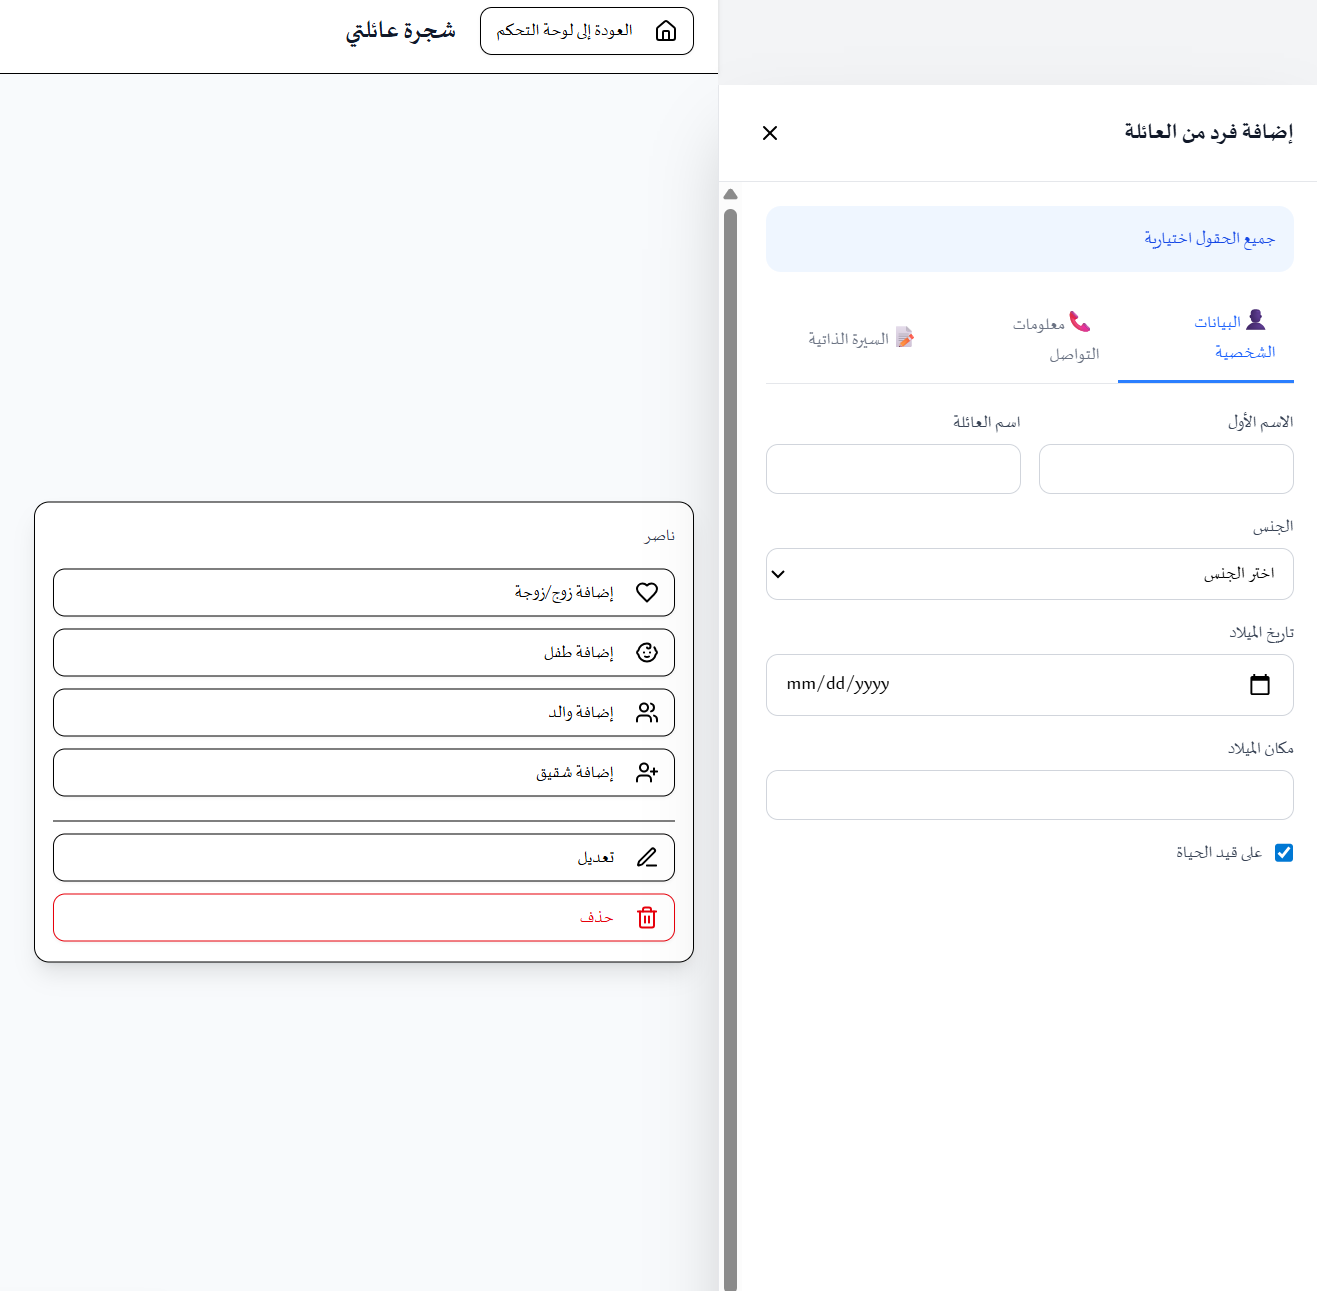 إضافة فرد من العائلة
جميع الحقول اختيارية
البيانات
الشخصية
معلومات
التواصل
السيرة الذاتية
الاسم الأول
اسم العائلة
الجنس
اختر الجنس
تاريخ الميلاد
mm/dd/yyyy
مكان الميلاد
على قيد الحياة
العودة إلى لوحة التحكم
شجرة عائلتي
ناصر
إضافة زوج/زوجة
إضافة طفل
إضافة والد
إضافة شقيق
تعديل
حذف